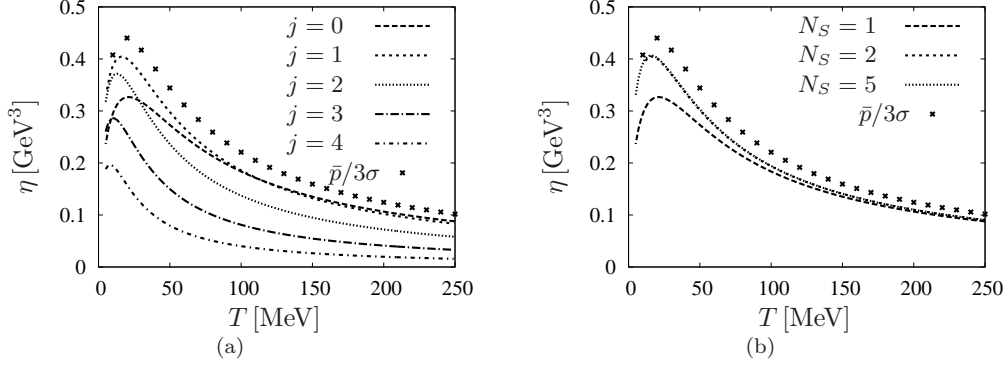 η [GeV³]
0.5
0.4
0.3
0.2
0.1
0
0 50 100 150 200 250
T [MeV]
j = 0
j = 1
j = 2
j = 3
j = 4
p̄/3σ
(a)
η [GeV³]
0.5
0.4
0.3
0.2
0.1
0
0 50 100 150 200 250
T [MeV]
N_S = 1
N_S = 2
N_S = 5
p̄/3σ
(b)